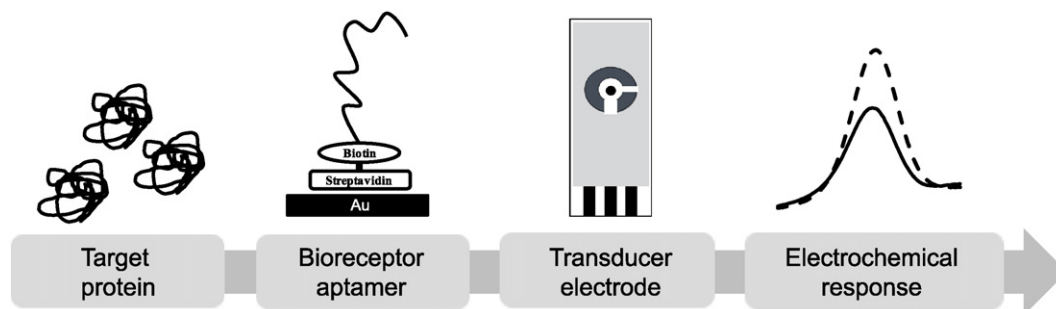 Biotin
Streptavidin
Au
Target
protein
Bioreceptor
aptamer
Transducer
electrode
Electrochemical
response